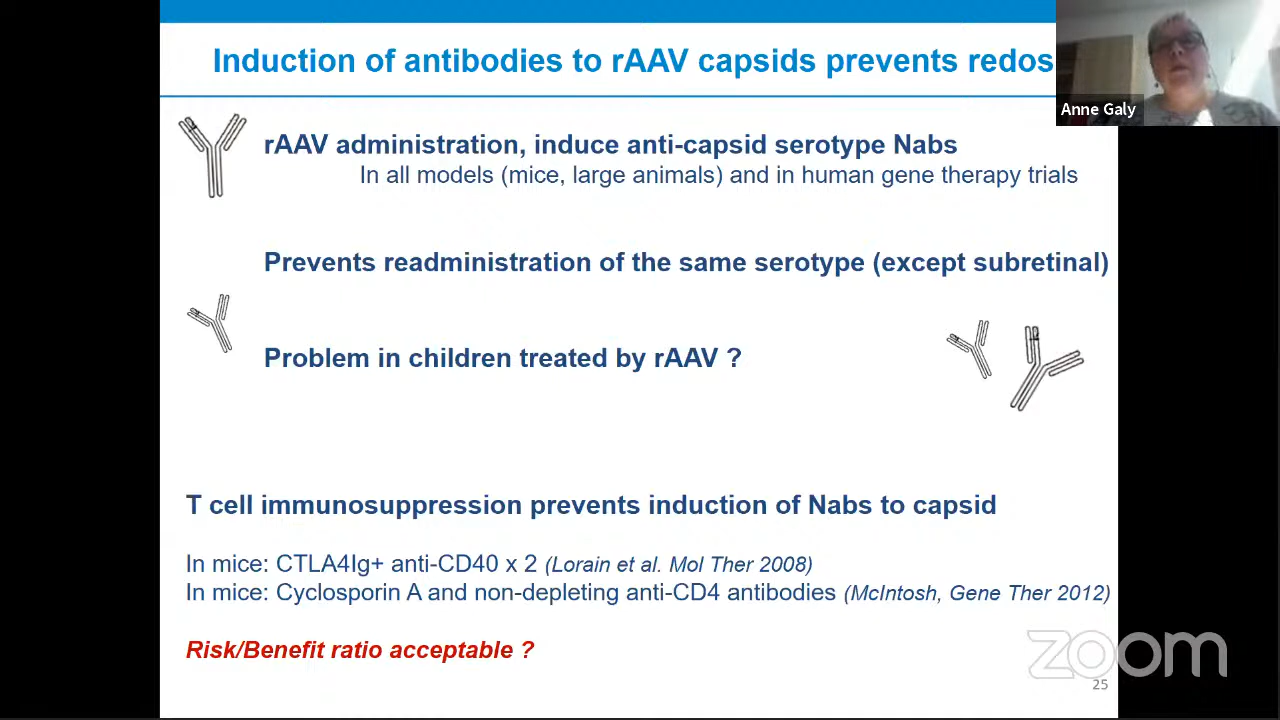 Induction of antibodies to rAAV capsids prevents redos
Anne Galy
rAAV administration, induce anti-capsid serotype Nabs
In all models (mice, large animals) and in human gene therapy trials
Prevents readministration of the same serotype (except subretinal)
Problem in children treated by rAAV ?
T cell immunosuppression prevents induction of Nabs to capsid
In mice: CTLA4Ig+ anti-CD40 x 2 (Lorain et al. Mol Ther 2008)
In mice: Cyclosporin A and non-depleting anti-CD4 antibodies (McIntosh, Gene Ther 2012)
Risk/Benefit ratio acceptable ?
zoom
25